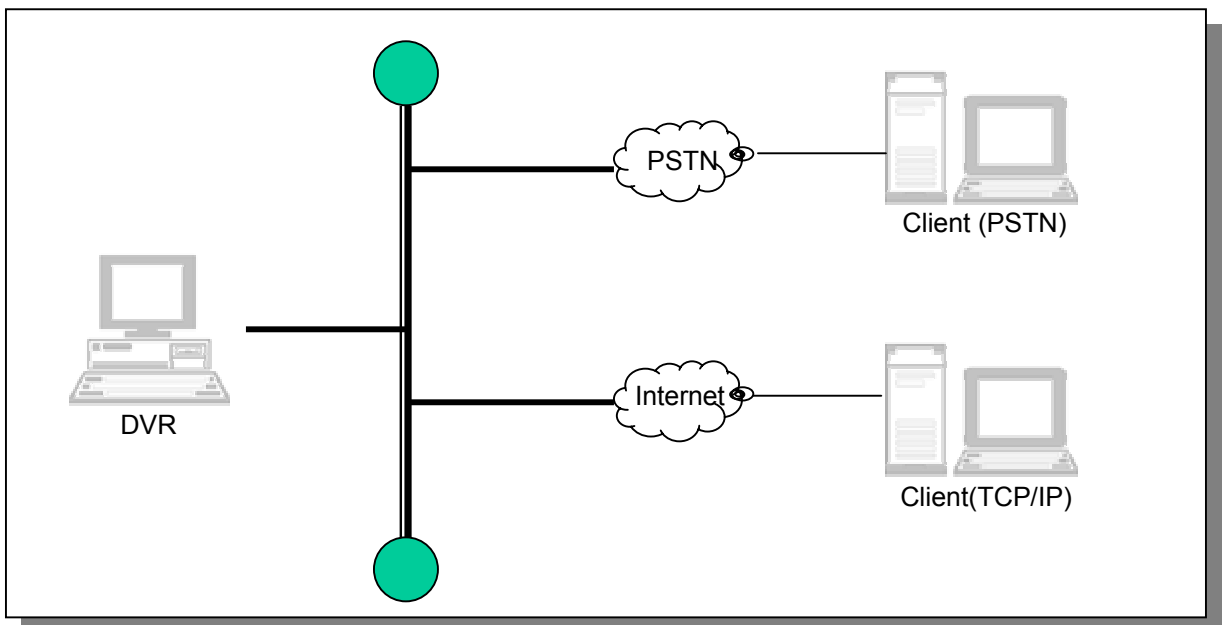 PSTN
Client (PSTN)
DVR
Internet
Client(TCP/IP)